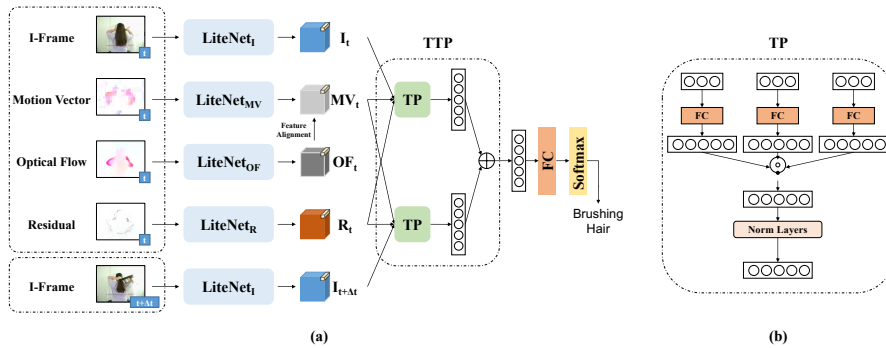 I-Frame
t
LiteNet_I
I_t
Motion Vector
t
LiteNet_MV
MV_t
Feature
Alignment
Optical Flow
t
LiteNet_OF
OF_t
Residual
t
LiteNet_R
R_t
I-Frame
t+Δt
LiteNet_I
I_t+Δt
TTP
TP
TP
FC
Softmax
Brushing
Hair
(a)
TP
FC
FC
FC
Norm Layers
(b)